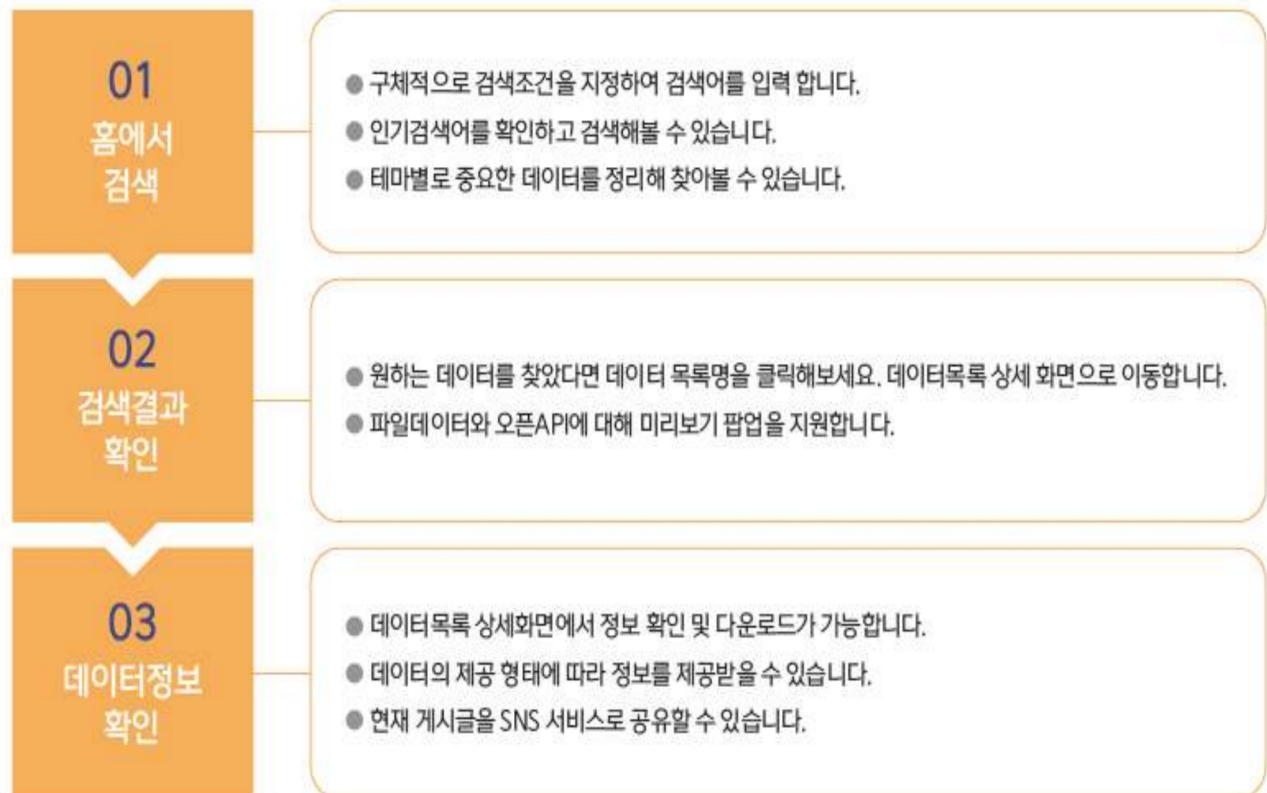 01
홈에서
검색
● 구체적으로 검색조건을 지정하여 검색어를 입력 합니다.
● 인기검색어를 확인하고 검색해볼 수 있습니다.
● 테마별로 중요한 데이터를 정리해 찾아볼 수 있습니다.
02
검색결과
확인
● 원하는 데이터를 찾았다면 데이터 목록명을 클릭해보세요. 데이터목록 상세 화면으로 이동합니다.
● 파일데이터와 오픈API에 대해 미리보기 팝업을 지원합니다.
03
데이터정보
확인
● 데이터목록 상세화면에서 정보 확인 및 다운로드가 가능합니다.
● 데이터의 제공 형태에 따라 정보를 제공받을 수 있습니다.
● 현재 게시글을 SNS 서비스로 공유할 수 있습니다.